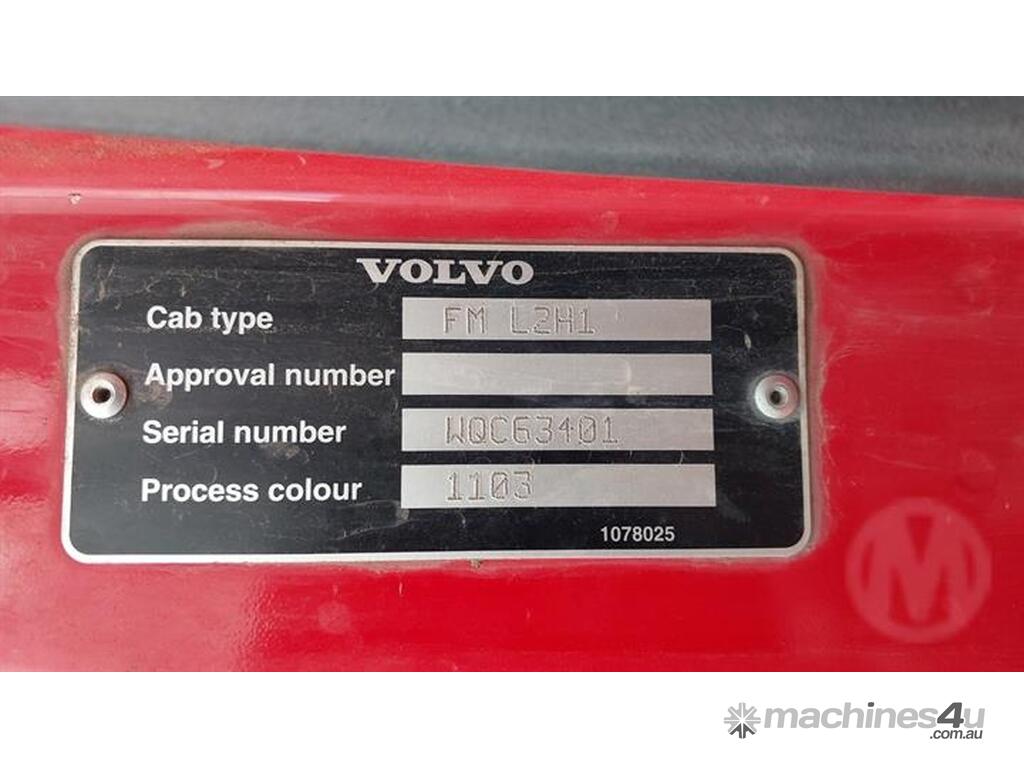 VOLVO
Cab type FM L2H1
Approval number
Serial number WQC63401
Process colour 1103
1078025
M
machines4u
.com.au